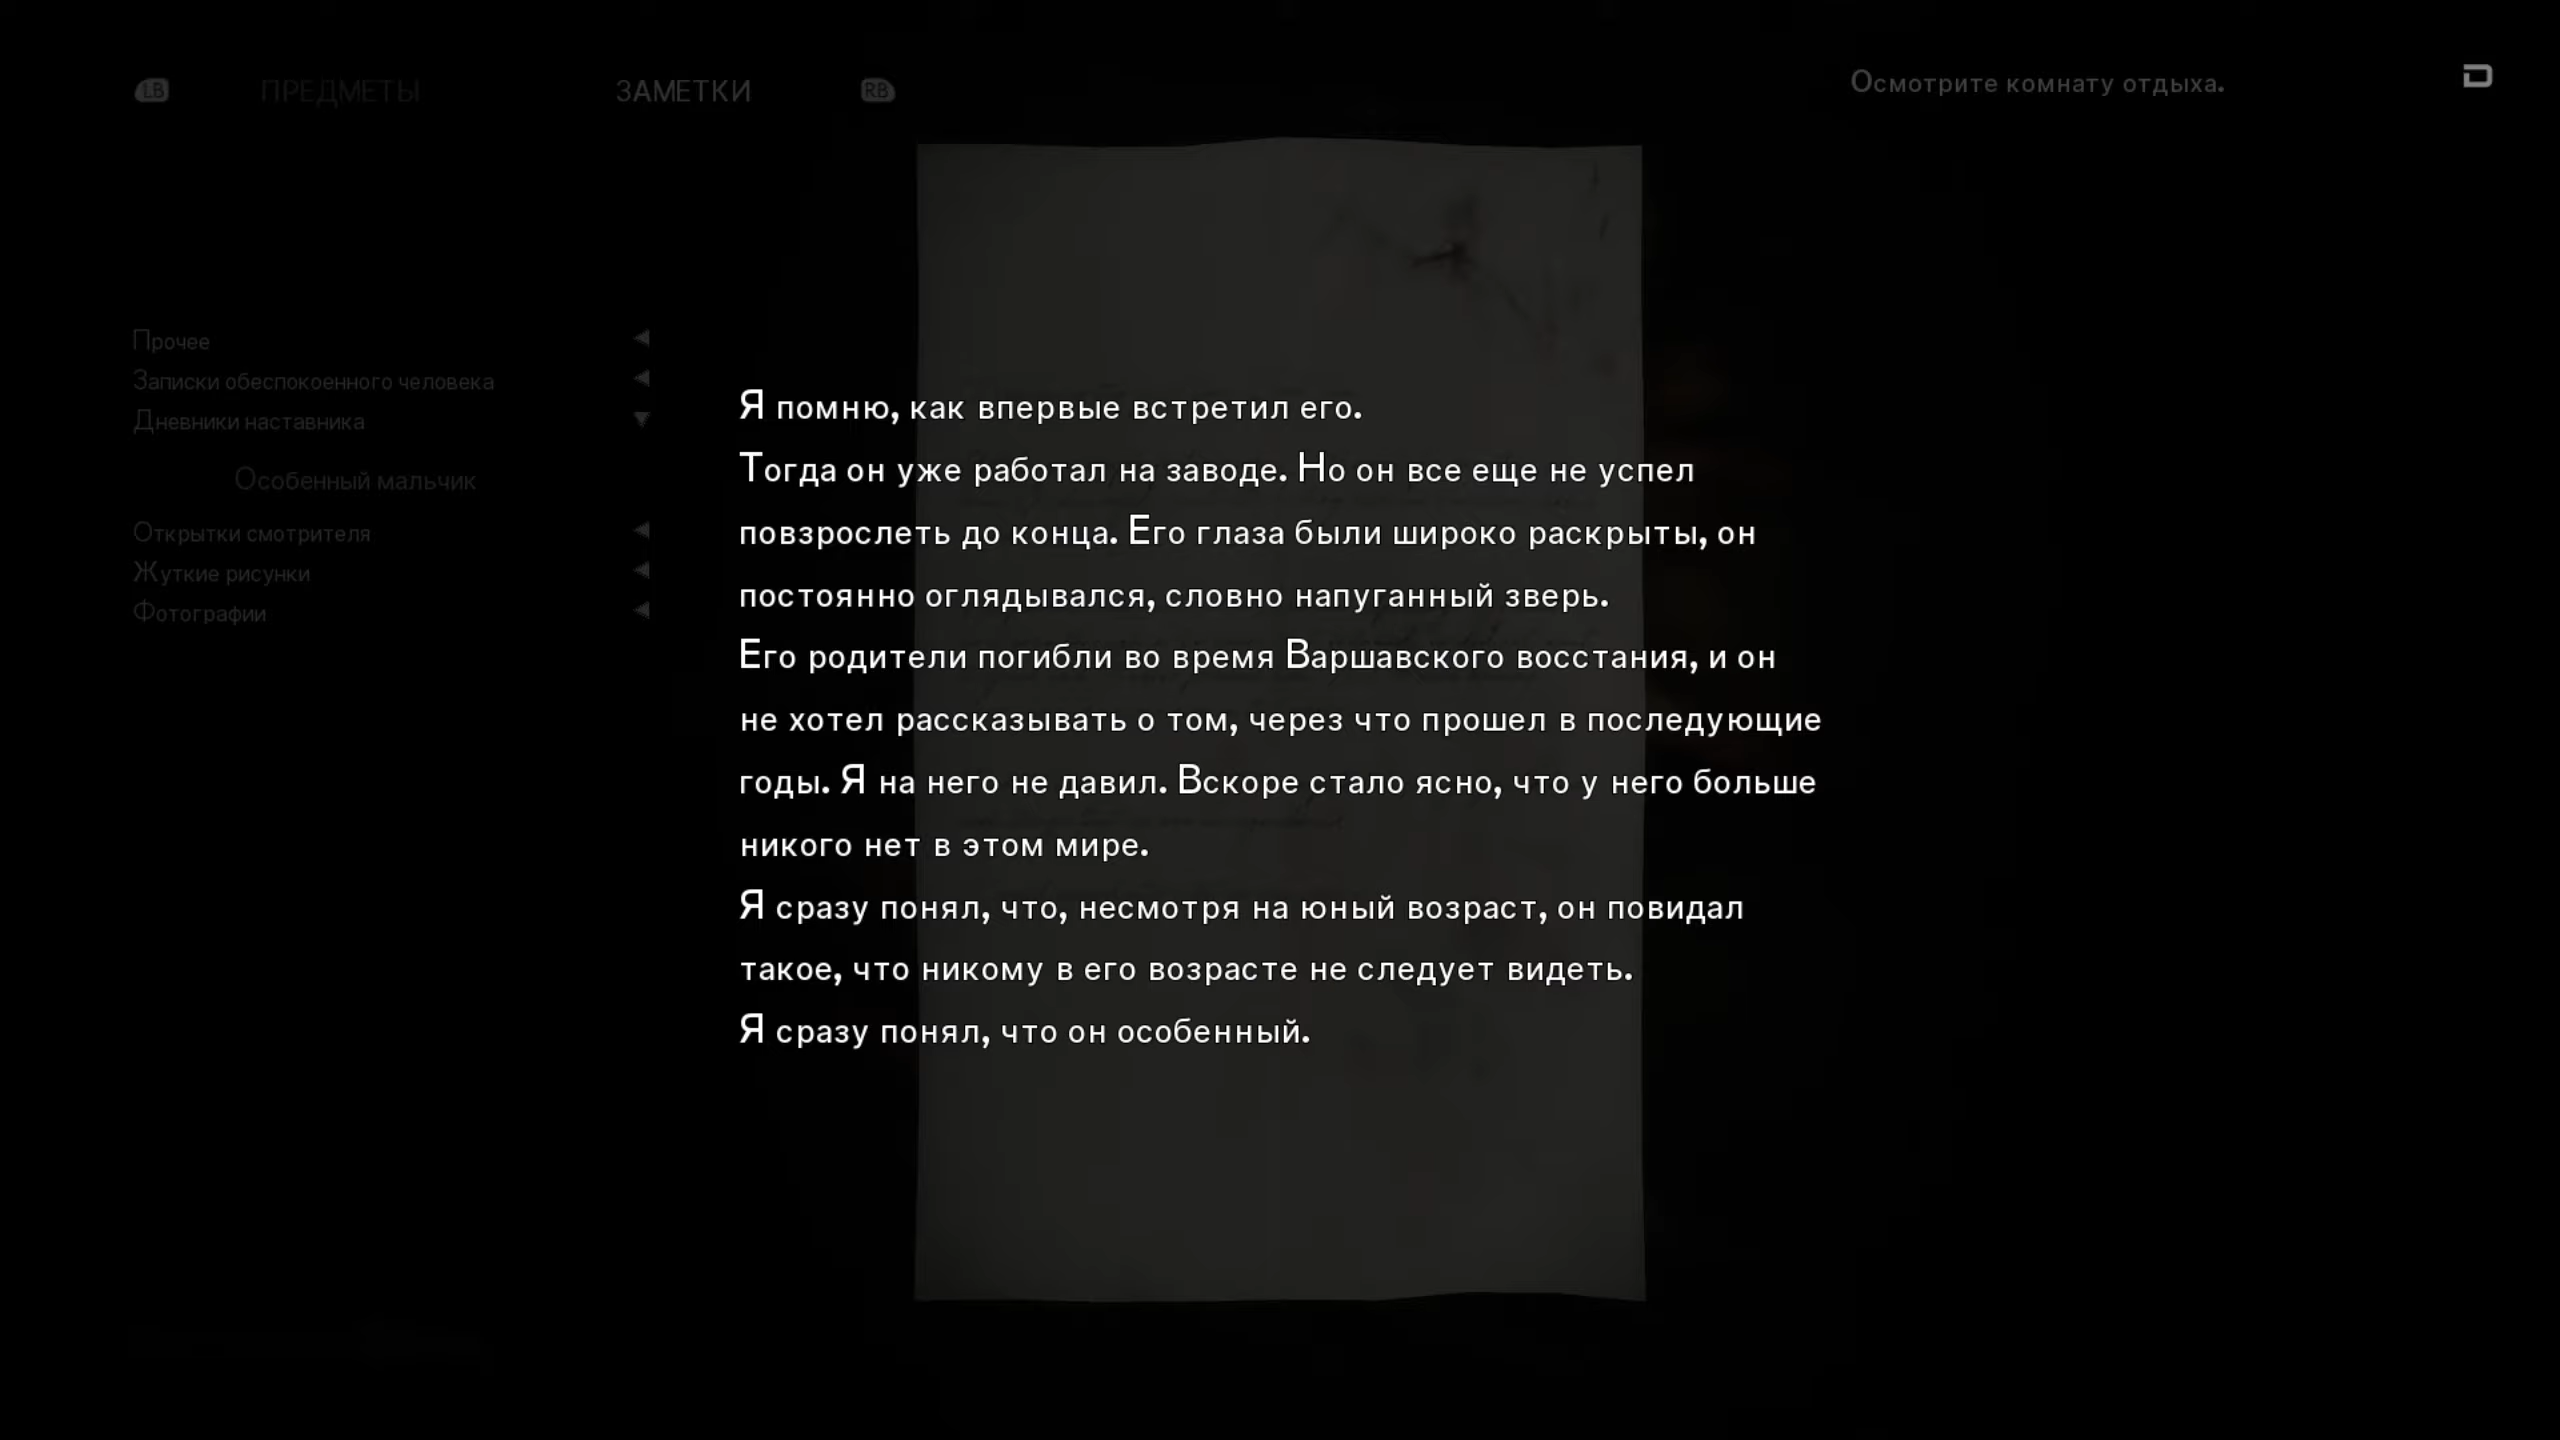 LB ПРЕДМЕТЫ ЗАМЕТКИ RB
Осмотрите комнату отдыха.
Прочее
Записки обеспокоенного человека
Дневники наставника
Особенный мальчик
Открытки смотрителя
Жуткие рисунки
Фотографии
Я помню, как впервые встретил его.
Тогда он уже работал на заводе. Но он все еще не успел
повзрослеть до конца. Его глаза были широко раскрыты, он
постоянно оглядывался, словно напуганный зверь.
Его родители погибли во время Варшавского восстания, и он
не хотел рассказывать о том, через что прошел в последующие
годы. Я на него не давил. Вскоре стало ясно, что у него больше
никого нет в этом мире.
Я сразу понял, что, несмотря на юный возраст, он повидал
такое, что никому в его возрасте не следует видеть.
Я сразу понял, что он особенный.